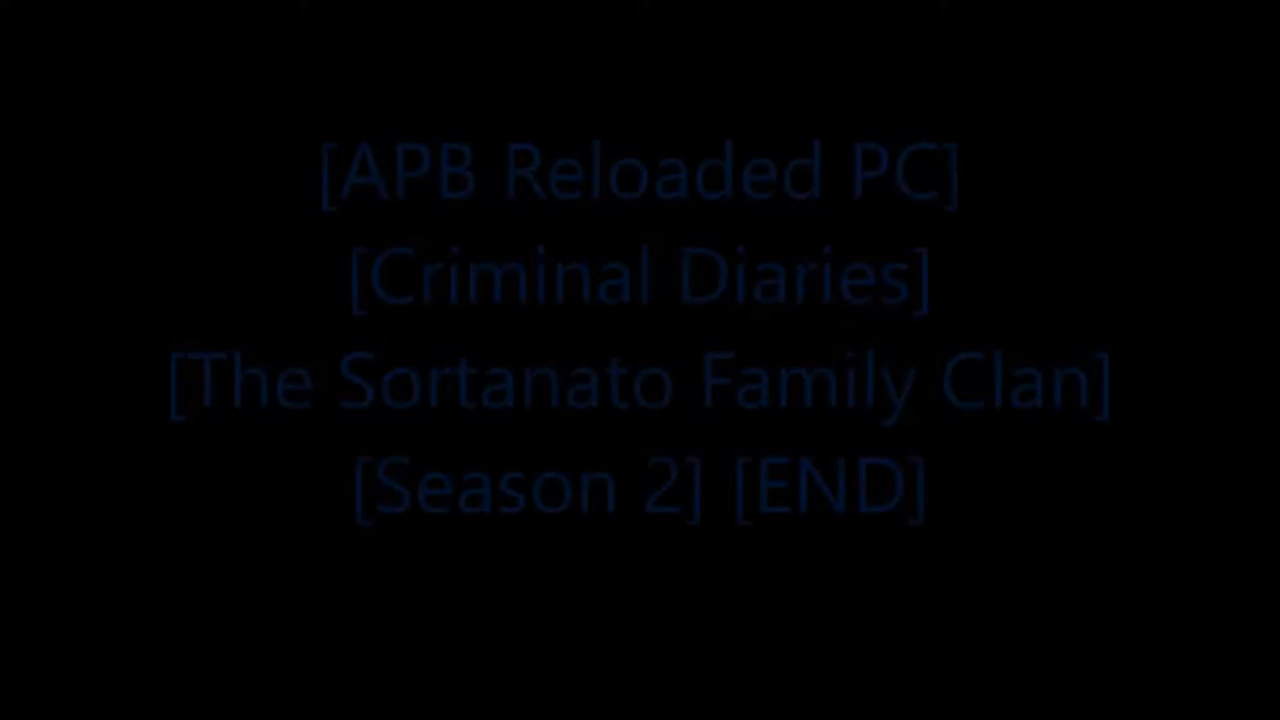 [APB Reloaded PC]
[Criminal Diaries]
[The Sortanato Family Clan]
[Season 2] [END]